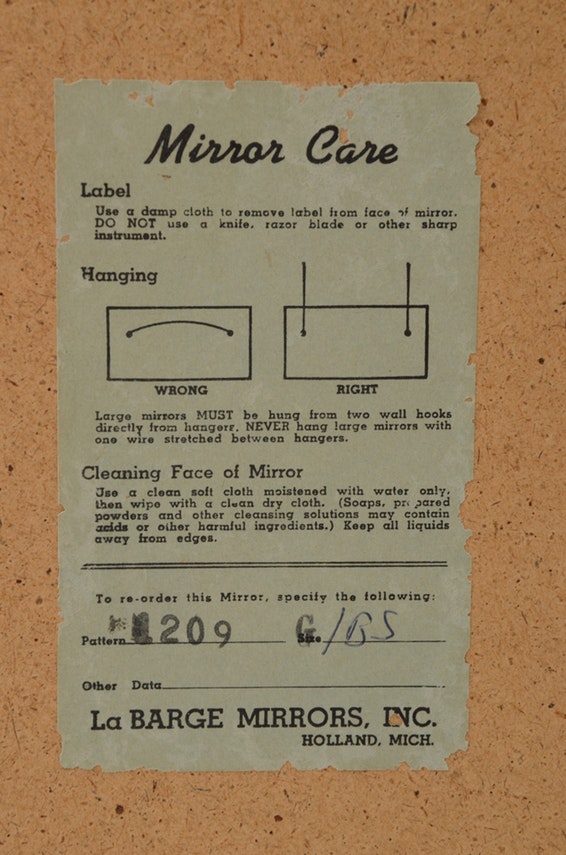 Mirror Care
Label
Use a damp cloth to remove label from face of mirror.
DO NOT use a knife, razor blade or other sharp
instrument.
Hanging
WRONG RIGHT
Large mirrors MUST be hung from two wall hooks
directly from hangers. NEVER hang large mirrors with
one wire stretched between hangers.
Cleaning Face of Mirror
Use a clean soft cloth moistened with water only,
then wipe with a clean dry cloth. (Soaps, prepared
powders and other cleansing solutions may contain
acids or other harmful ingredients.) Keep all liquids
away from edges.
To re-order this Mirror, specify the following:
Pattern 1209 Size G/BS
Other Data
La BARGE MIRRORS, INC.
HOLLAND, MICH.